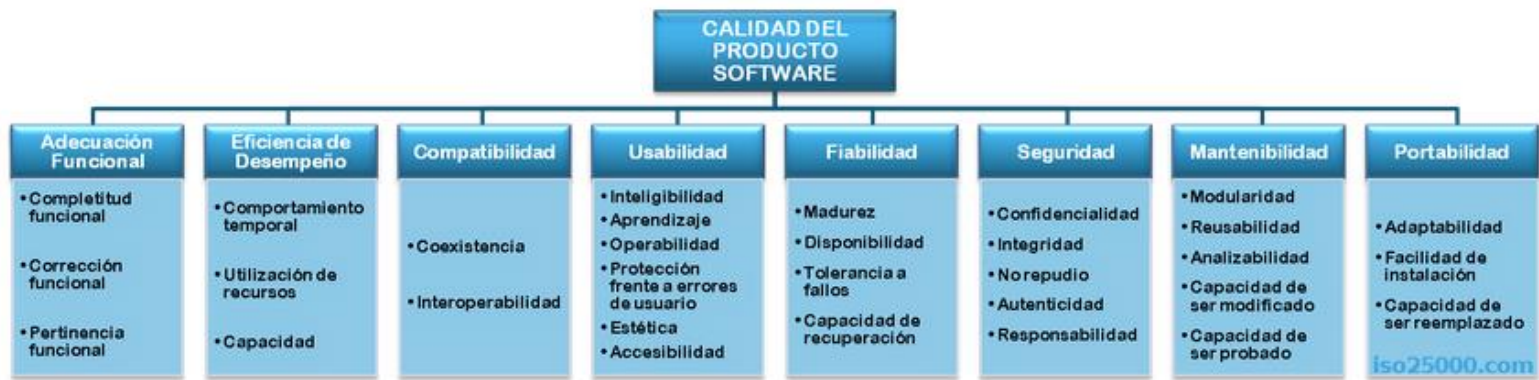 CALIDAD DEL
PRODUCTO
SOFTWARE
Adecuación
Funcional
• Completitud
funcional
• Corrección
funcional
• Pertinencia
funcional
Eficiencia de
Desempeño
• Comportamiento
temporal
• Utilización de
recursos
• Capacidad
Compatibilidad
• Coexistencia
• Interoperabilidad
Usabilidad
• Inteligibilidad
• Aprendizaje
• Operabilidad
• Protección
frente a errores
de usuario
• Estética
• Accesibilidad
Fiabilidad
• Madurez
• Disponibilidad
• Tolerancia a
fallos
• Capacidad de
recuperación
Seguridad
• Confidencialidad
• Integridad
• No repudio
• Autenticidad
• Responsabilidad
Mantenibilidad
• Modularidad
• Reusabilidad
• Analizabilidad
• Capacidad de
ser modificado
• Capacidad de
ser probado
Portabilidad
• Adaptabilidad
• Facilidad de
instalación
• Capacidad de
ser reemplazado
iso25000.com